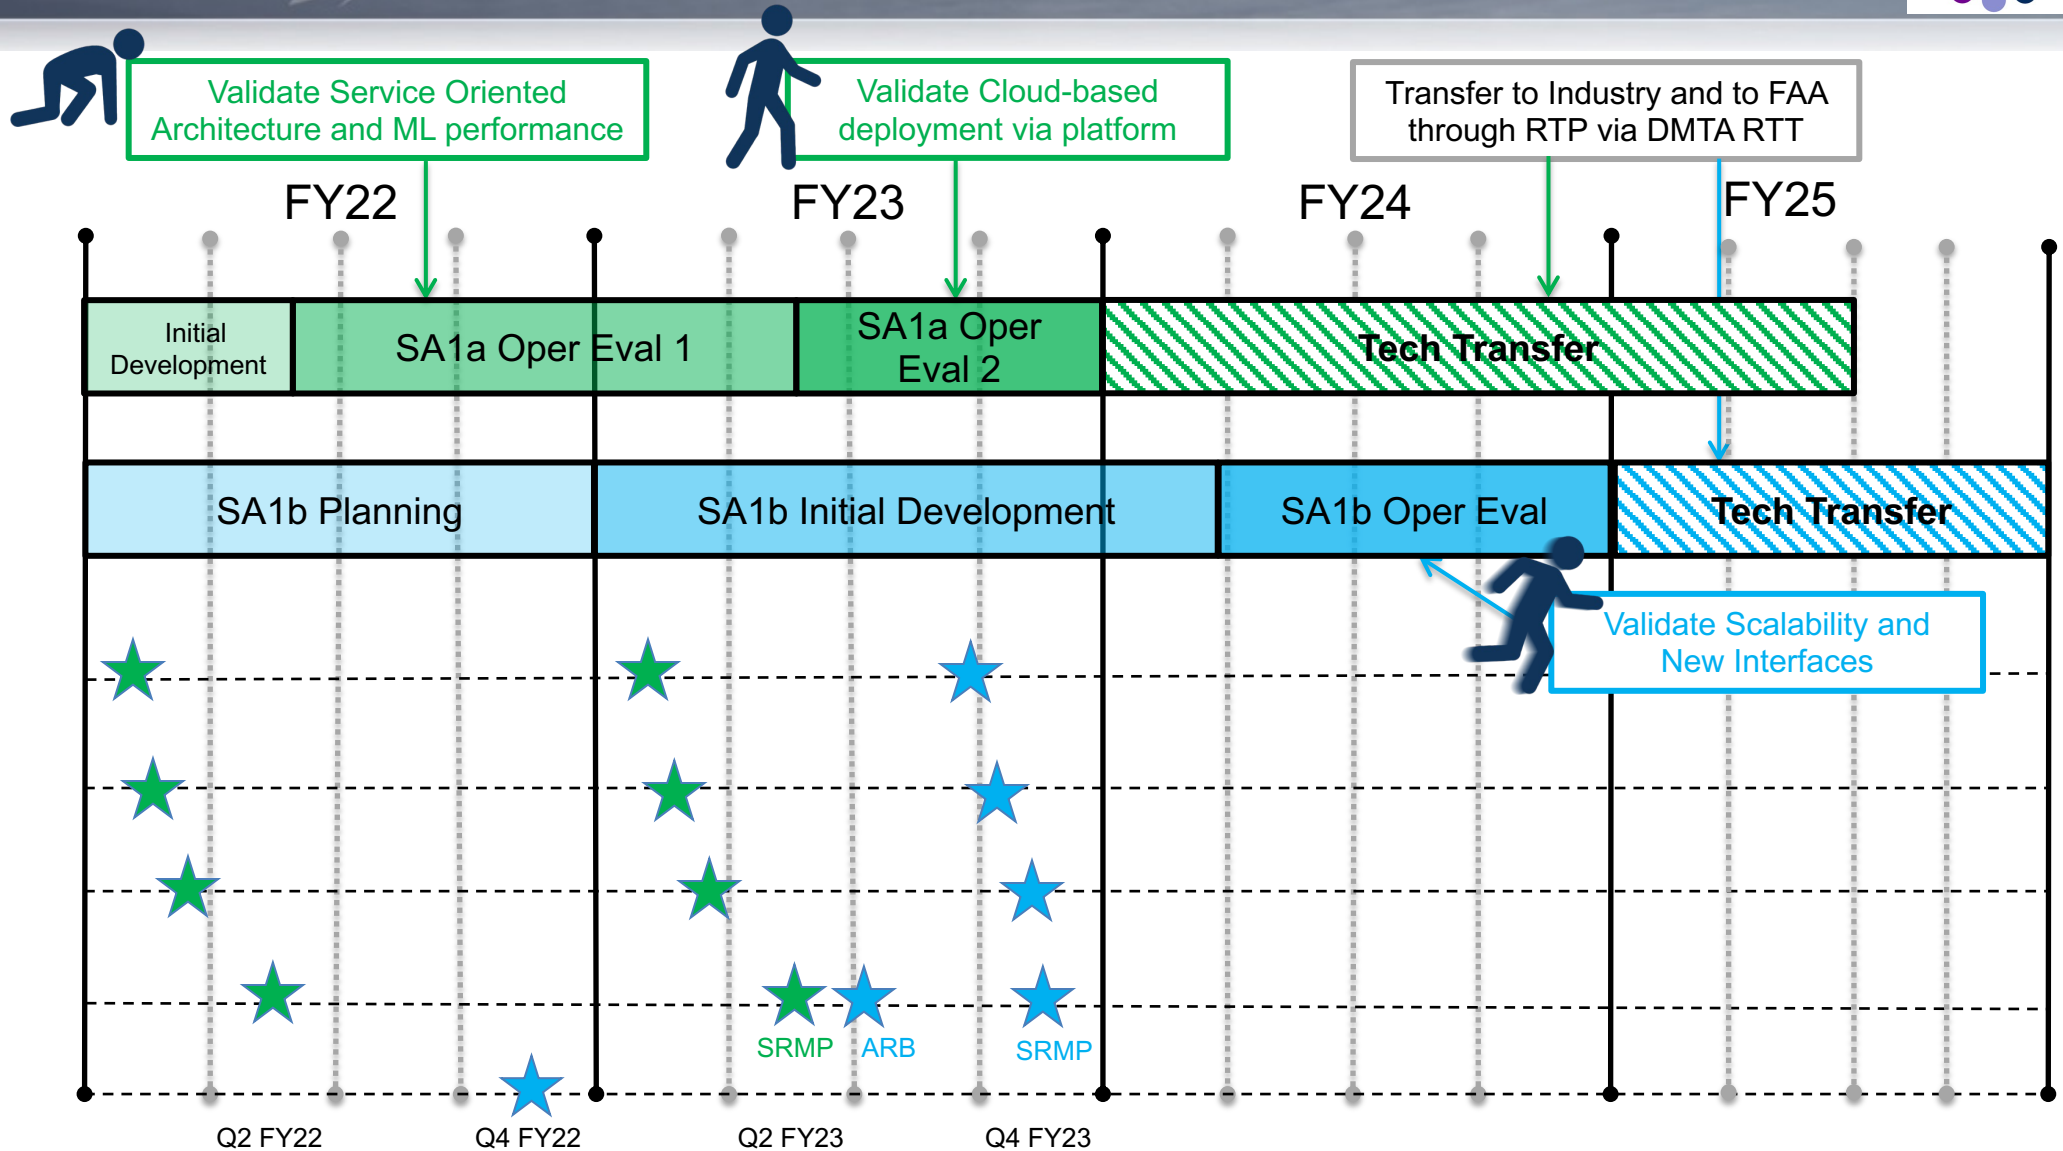 Validate Service Oriented
Architecture and ML performance
Validate Cloud-based
deployment via platform
Transfer to Industry and to FAA
through RTP via DMTA RTT
FY22
FY23
FY24
FY25
Initial
Development
SA1a Oper Eval 1
SA1a Oper
Eval 2
Tech Transfer
SA1b Planning
SA1b Initial Development
SA1b Oper Eval
Tech Transfer
Validate Scalability and
New Interfaces
SRMP
ARB
SRMP
Q2 FY22
Q4 FY22
Q2 FY23
Q4 FY23